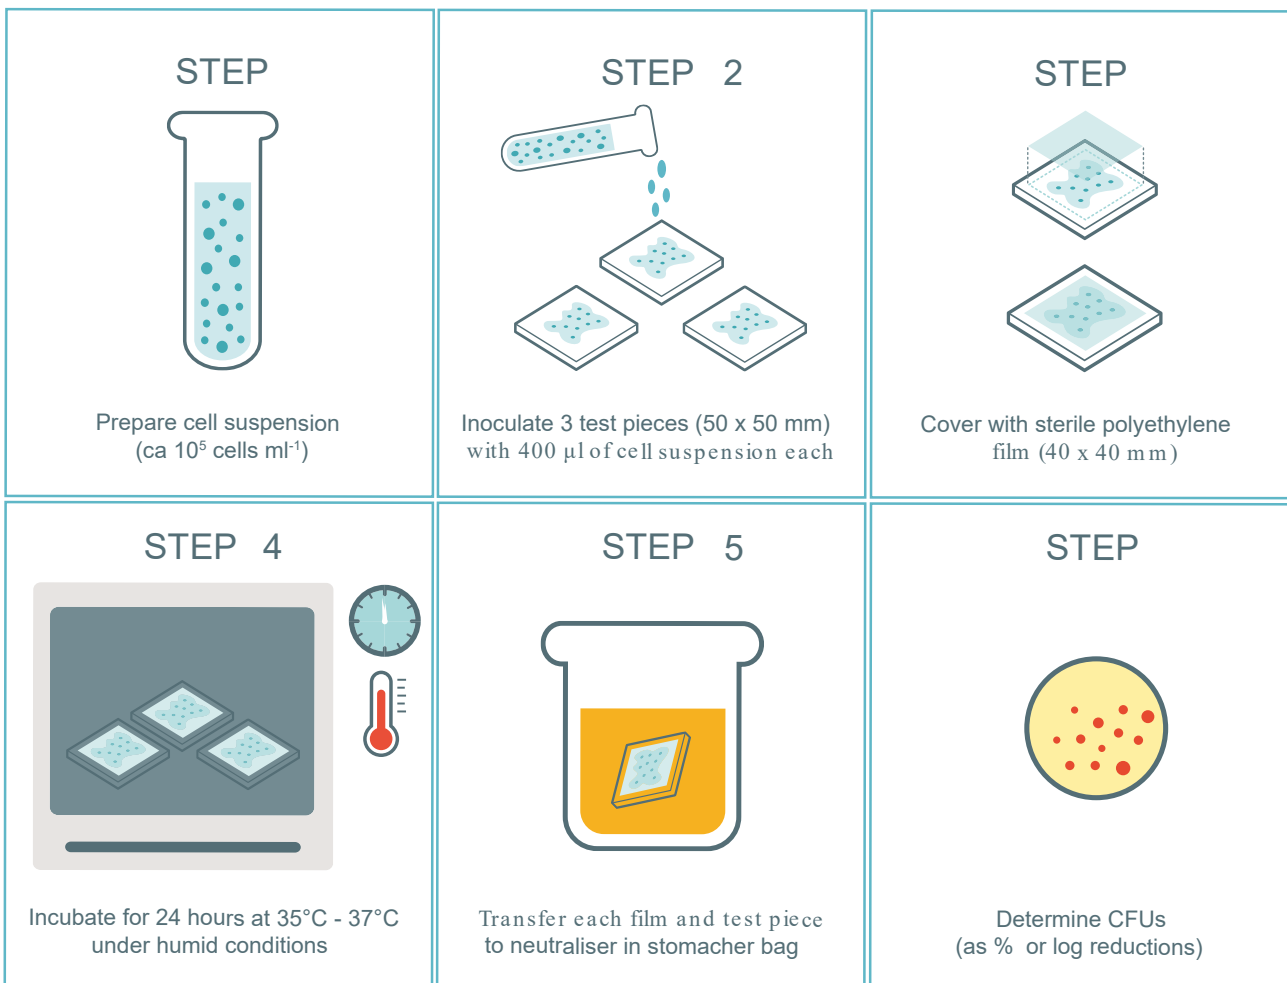 STEP
Prepare cell suspension
(ca 10⁵ cells ml⁻¹)
STEP 2
Inoculate 3 test pieces (50 x 50 mm)
with 400 µl of cell suspension each
STEP
Cover with sterile polyethylene
film (40 x 40 mm)
STEP 4
Incubate for 24 hours at 35°C - 37°C
under humid conditions
STEP 5
Transfer each film and test piece
to neutraliser in stomacher bag
STEP
Determine CFUs
(as % or log reductions)